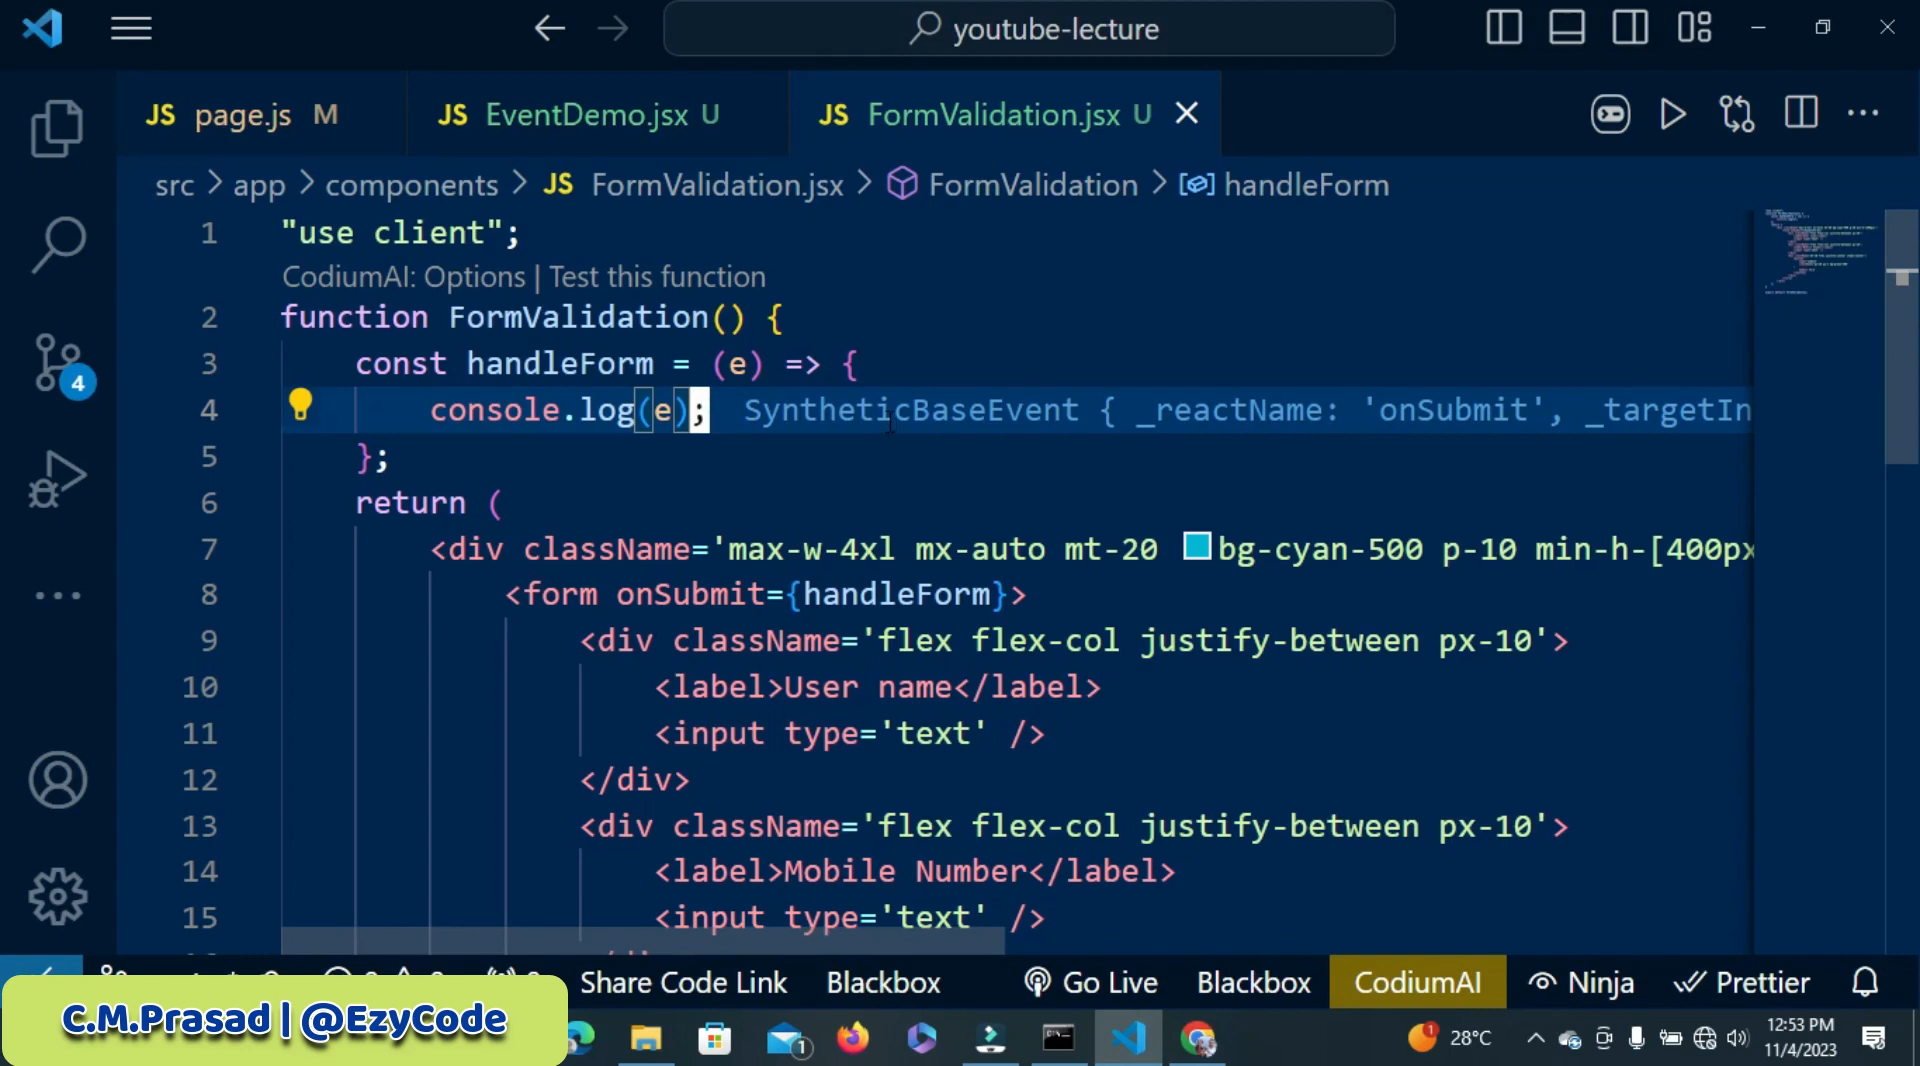 youtube-lecture
JS page.js M
JS EventDemo.jsx U
JS FormValidation.jsx U
src > app > components > JS FormValidation.jsx > FormValidation > handleForm
1 "use client";
CodiumAI: Options | Test this function
2 function FormValidation() {
3 const handleForm = (e) => {
4 console.log(e); SyntheticBaseEvent { _reactName: 'onSubmit', _targetIn
5 };
6 return (
7 <div className='max-w-4xl mx-auto mt-20 bg-cyan-500 p-10 min-h-[400px
8 <form onSubmit={handleForm}>
9 <div className='flex flex-col justify-between px-10'>
10 <label>User name</label>
11 <input type='text' />
12 </div>
13 <div className='flex flex-col justify-between px-10'>
14 <label>Mobile Number</label>
15 <input type='text' />
4
Share Code Link Blackbox Go Live Blackbox CodiumAI Ninja Prettier
C.M.Prasad | @EzyCode
1
1
28°C
12:53 PM
11/4/2023